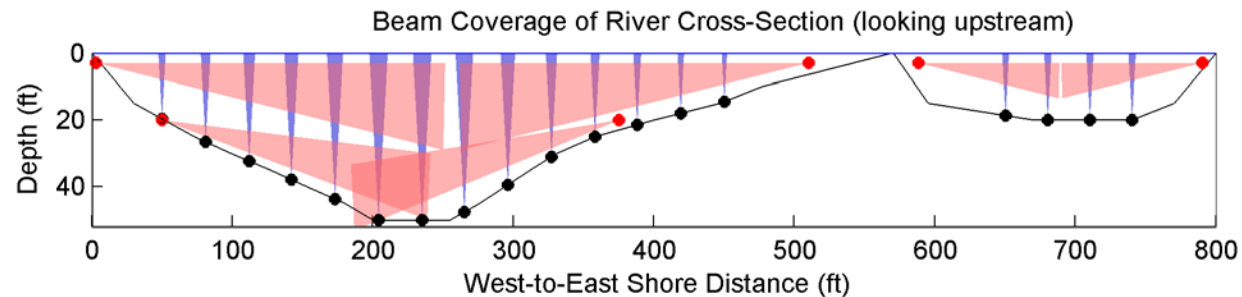 Beam Coverage of River Cross-Section (looking upstream)
0
20
40
Depth (ft)
0 100 200 300 400 500 600 700 800
West-to-East Shore Distance (ft)